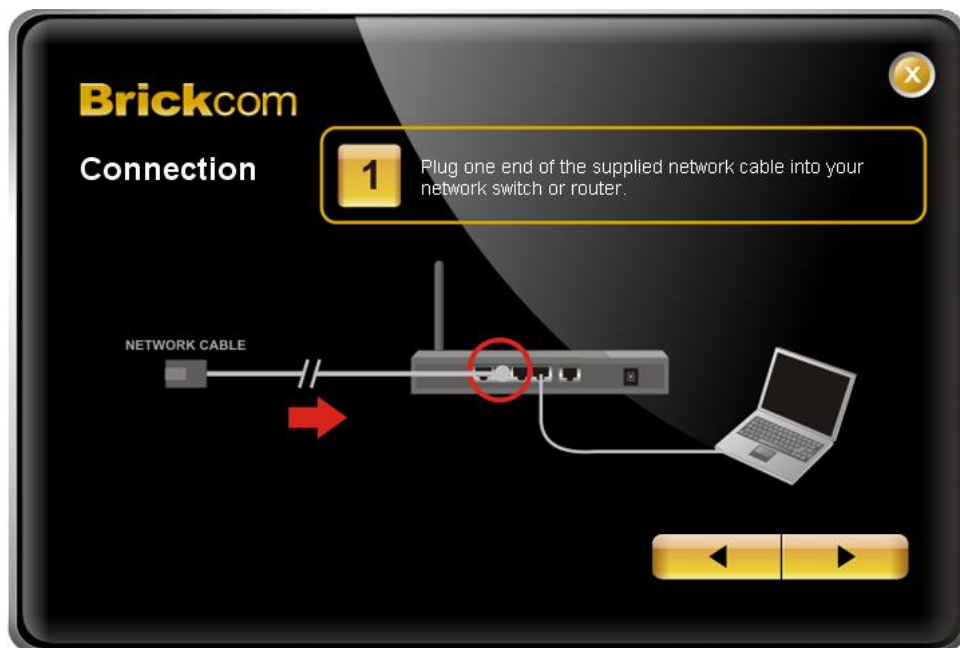 X
Brickcom
Connection
1
Plug one end of the supplied network cable into your
network switch or router.
NETWORK CABLE